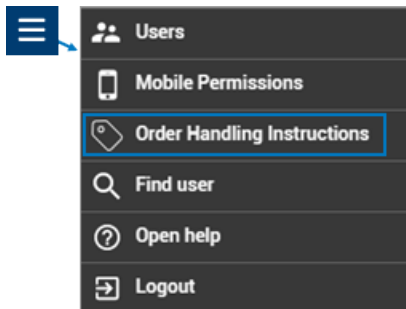 Users
Mobile Permissions
Order Handling Instructions
Find user
Open help
Logout